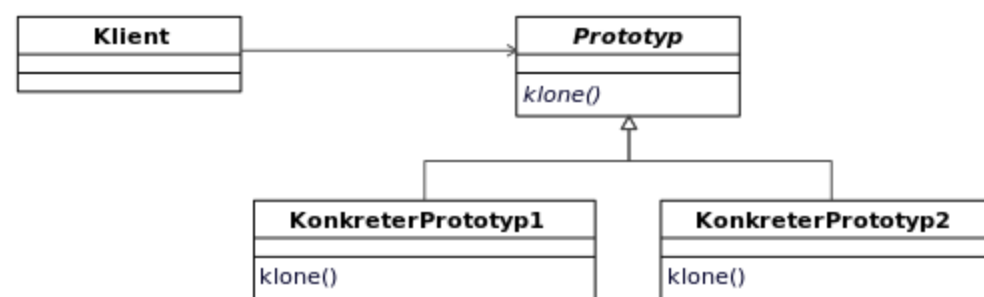 Klient
Prototyp
klone()
KonkreterPrototyp1
KonkreterPrototyp2
klone()
klone()